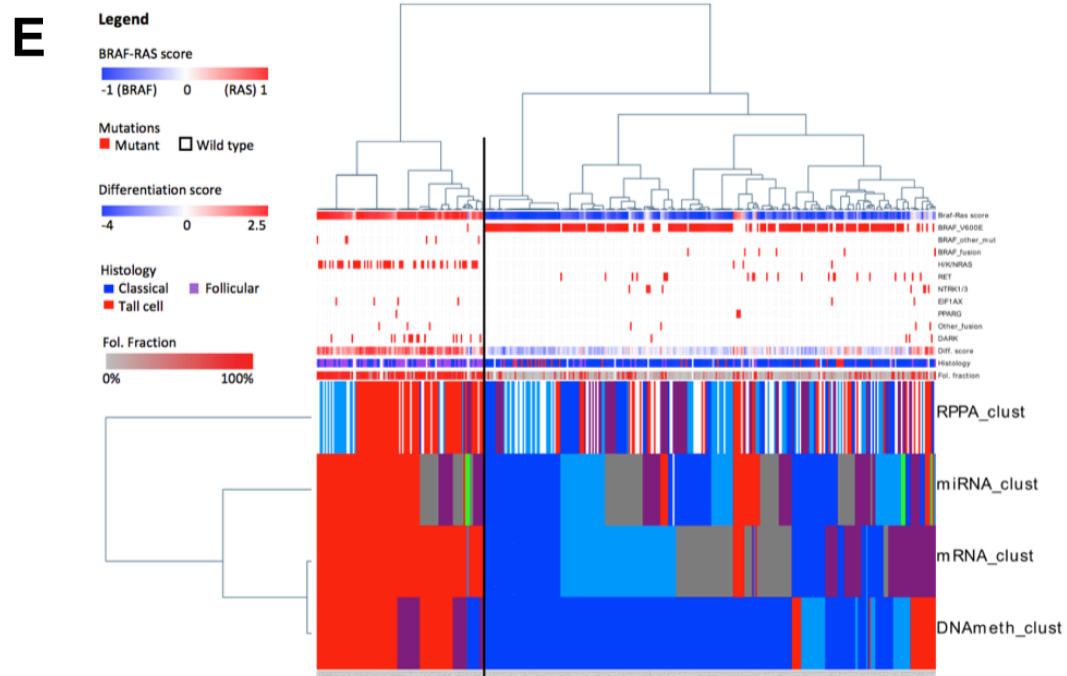 E
Legend
BRAF-RAS score
-1 (BRAF) 0 (RAS) 1
Mutations
Mutant Wild type
Differentiation score
-4 0 2.5
Histology
Classical Follicular
Tall cell
Fol. Fraction
0% 100%
Braf-Ras score
BRAF_V600E
BRAF_other_mut
BRAF_fusion
H/K/NRAS
RET
NTRK1/3
EIF1AX
PPARG
Other_fusion
DARK
Diff. score
Histology
Fol. fraction
RPPA_clust
miRNA_clust
mRNA_clust
DNAmeth_clust